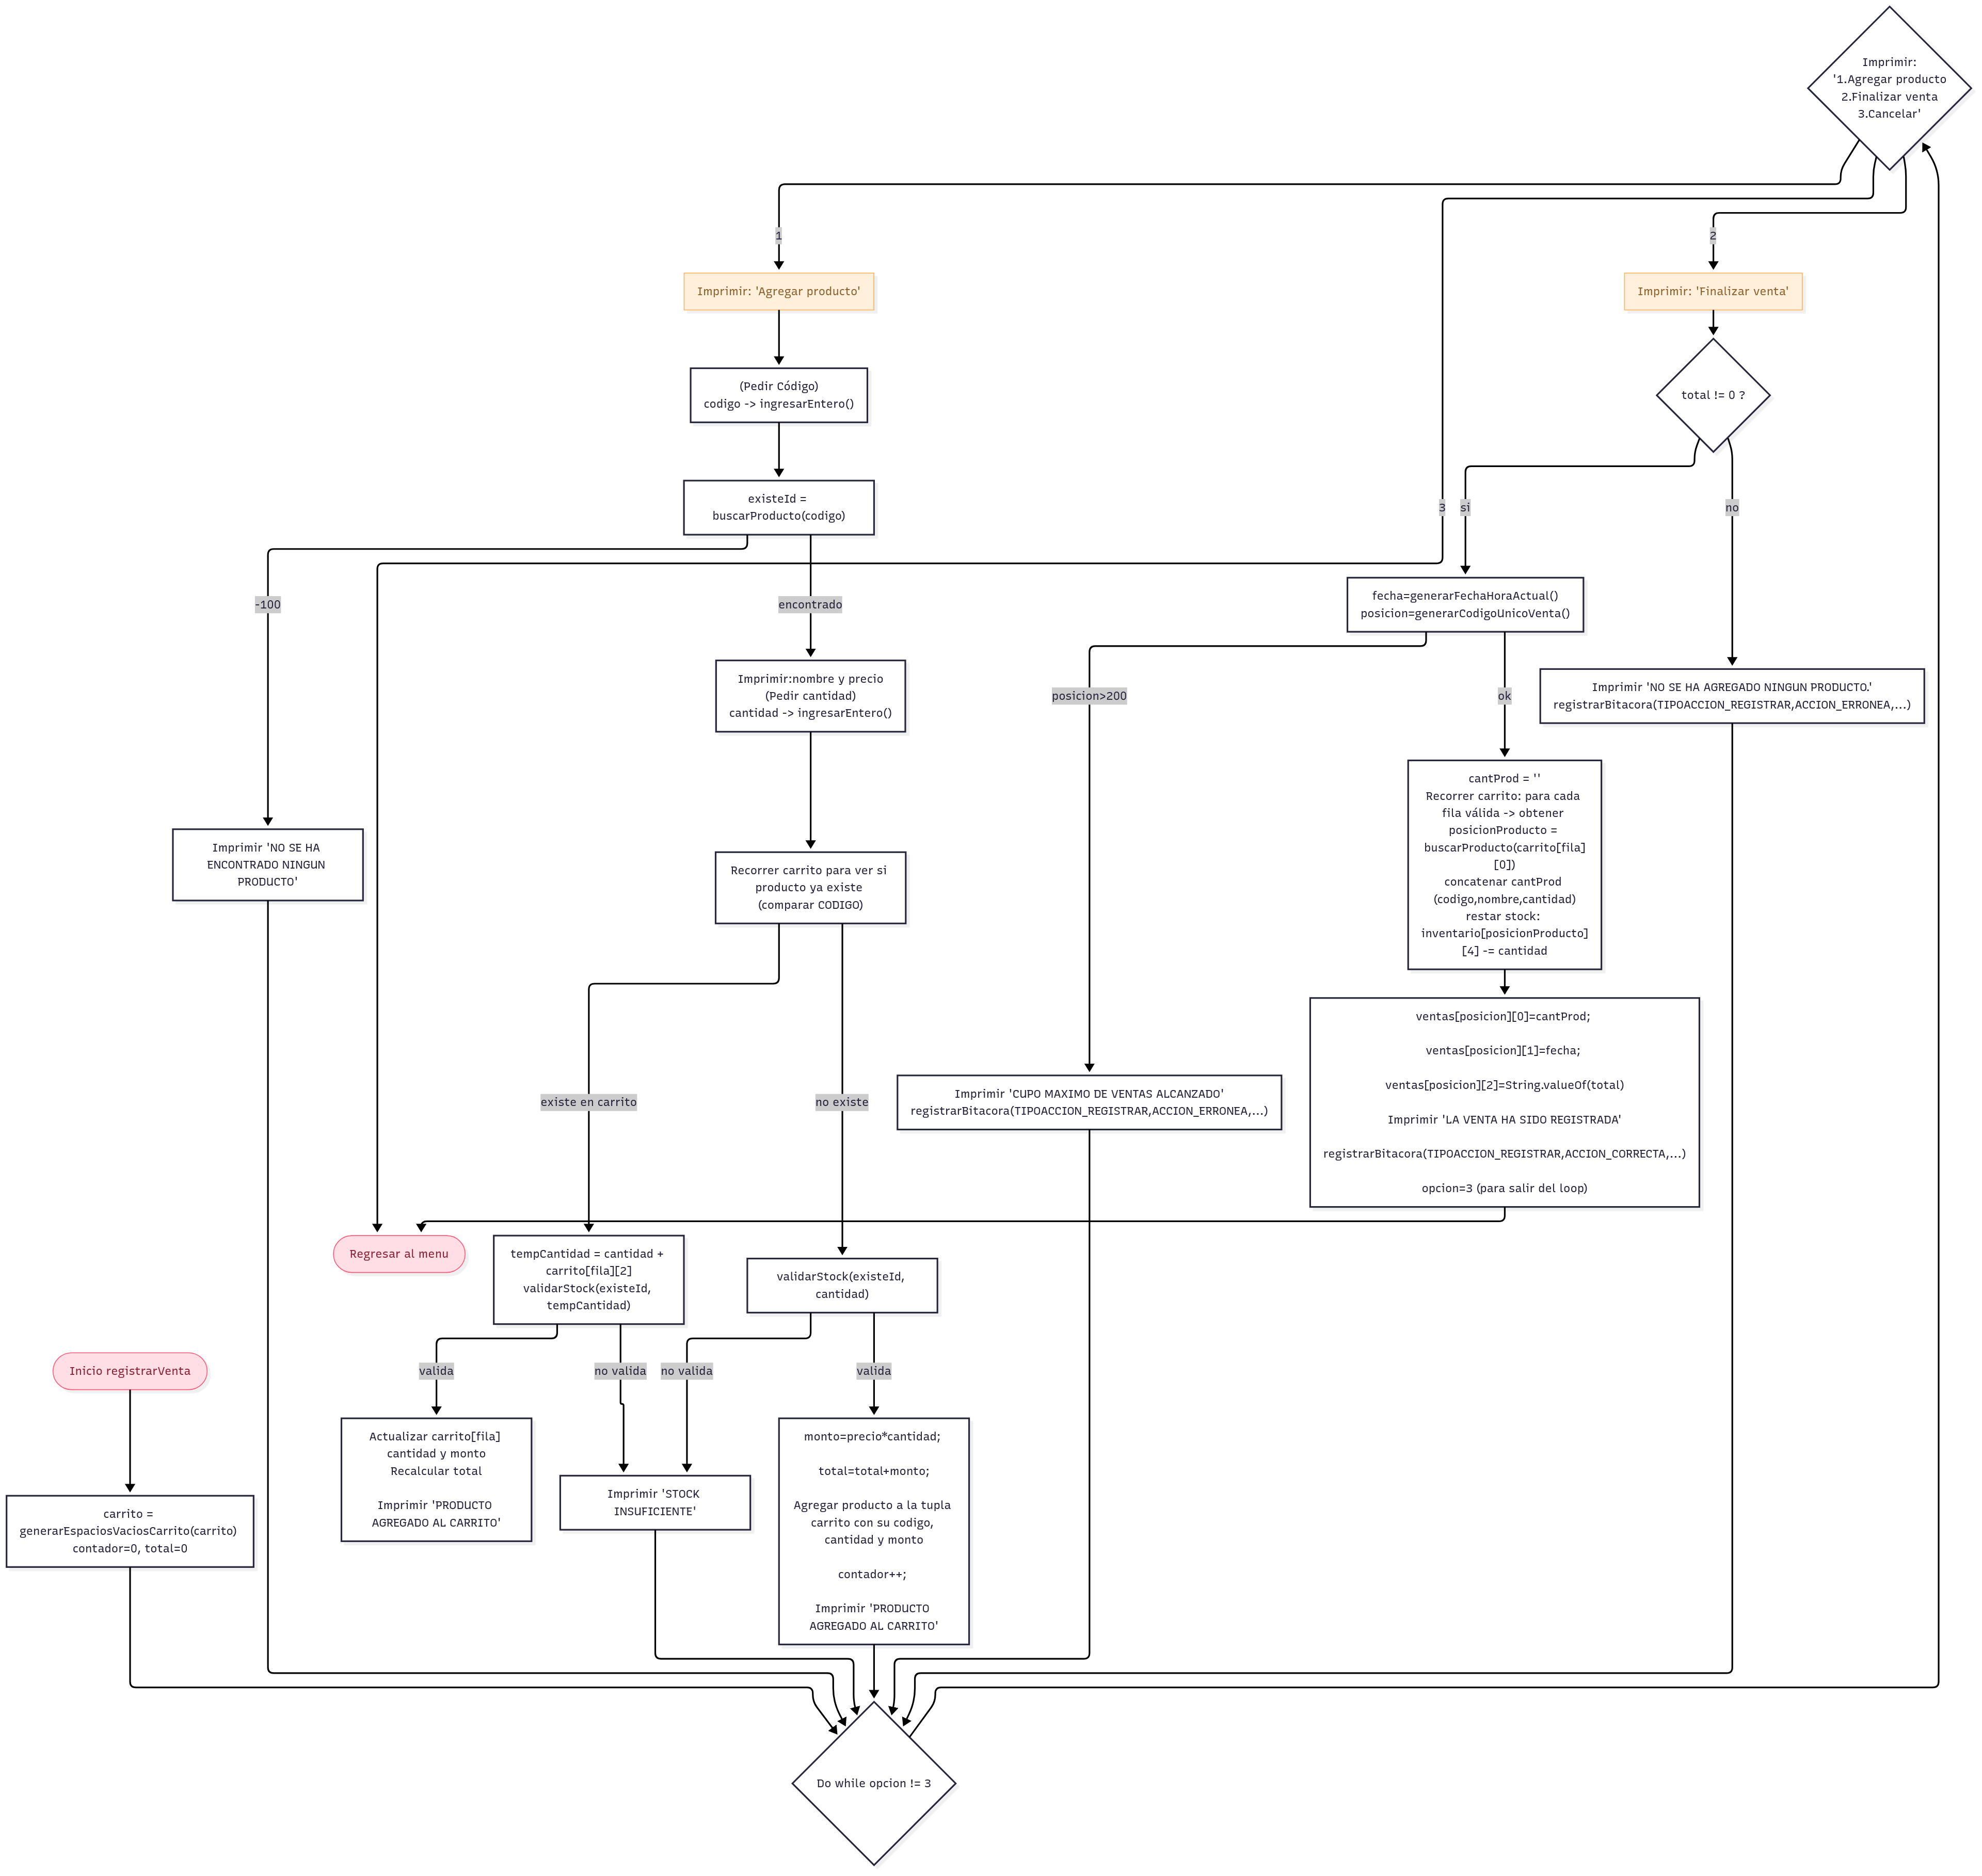 Imprimir:
'1.Agregar producto
2.Finalizar venta
3.Cancelar'
1
2
Imprimir: 'Agregar producto'
Imprimir: 'Finalizar venta'
(Pedir Código)
codigo -> ingresarEntero()
total != 0 ?
existeId =
buscarProducto(codigo)
3
si
no
-100
encontrado
fecha=generarFechaHoraActual()
posicion=generarCodigoUnicoVenta()
Imprimir:nombre y precio
(Pedir cantidad)
cantidad -> ingresarEntero()
posicion>200
ok
Imprimir 'NO SE HA AGREGADO NINGUN PRODUCTO.'
registrarBitacora(TIPOACCION_REGISTRAR,ACCION_ERRONEA,...)
Imprimir 'NO SE HA
ENCONTRADO NINGUN
PRODUCTO'
Recorrer carrito para ver si
producto ya existe
(comparar CODIGO)
cantProd = ''
Recorrer carrito: para cada
fila válida -> obtener
posicionProducto =
buscarProducto(carrito[fila]
[0])
concatenar cantProd
(codigo,nombre,cantidad)
restar stock:
inventario[posicionProducto]
[4] -= cantidad
existe en carrito
no existe
Imprimir 'CUPO MAXIMO DE VENTAS ALCANZADO'
registrarBitacora(TIPOACCION_REGISTRAR,ACCION_ERRONEA,...)
ventas[posicion][0]=cantProd;
ventas[posicion][1]=fecha;
ventas[posicion][2]=String.valueOf(total)
Imprimir 'LA VENTA HA SIDO REGISTRADA'
registrarBitacora(TIPOACCION_REGISTRAR,ACCION_CORRECTA,...)
opcion=3 (para salir del loop)
Regresar al menu
tempCantidad = cantidad +
carrito[fila][2]
validarStock(existeId,
tempCantidad)
validarStock(existeId,
cantidad)
Inicio registrarVenta
valida
no valida
no valida
valida
Actualizar carrito[fila]
cantidad y monto
Recalcular total
Imprimir 'PRODUCTO
AGREGADO AL CARRITO'
Imprimir 'STOCK
INSUFICIENTE'
monto=precio*cantidad;
total=total+monto;
Agregar producto a la tupla
carrito con su codigo,
cantidad y monto
contador++;
Imprimir 'PRODUCTO
AGREGADO AL CARRITO'
carrito =
generarEspaciosVaciosCarrito(carrito)
contador=0, total=0
Do while opcion != 3